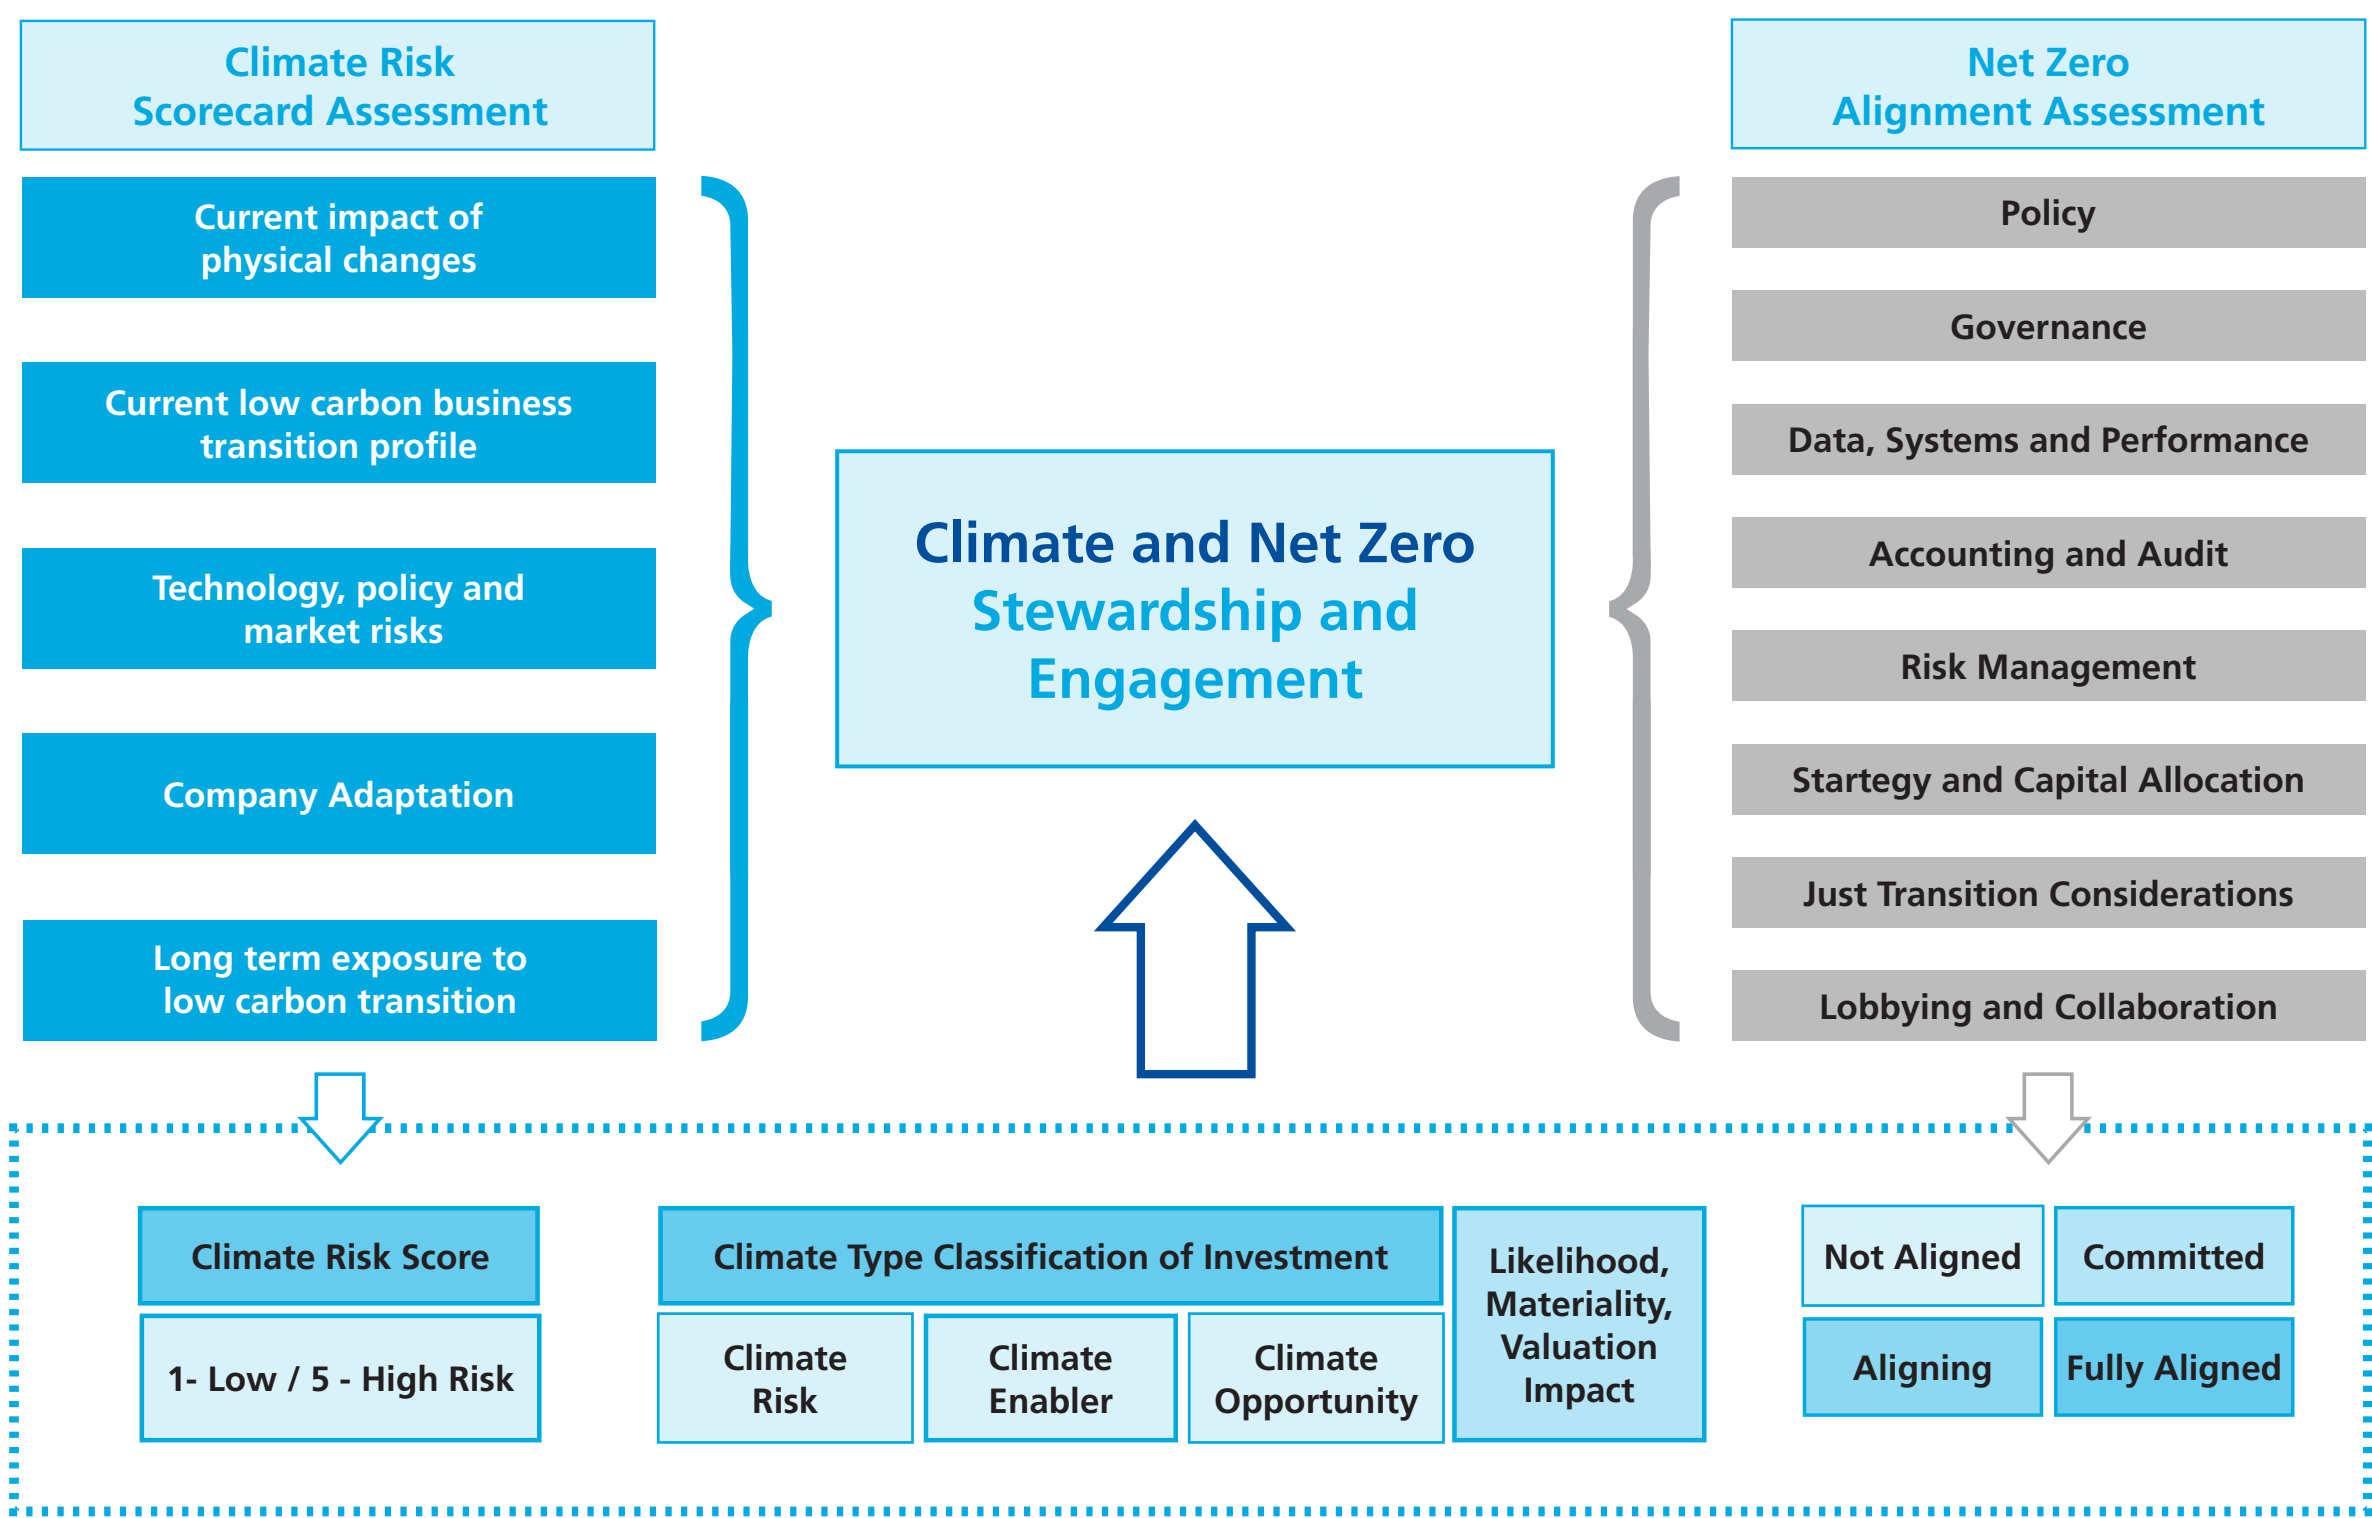 Climate Risk
Scorecard Assessment
Current impact of
physical changes
Current low carbon business
transition profile
Technology, policy and
market risks
Company Adaptation
Long term exposure to
low carbon transition
Climate and Net Zero
Stewardship and
Engagement
Net Zero
Alignment Assessment
Policy
Governance
Data, Systems and Performance
Accounting and Audit
Risk Management
Startegy and Capital Allocation
Just Transition Considerations
Lobbying and Collaboration
Climate Risk Score
1- Low / 5 - High Risk
Climate Type Classification of Investment
Climate
Risk
Climate
Enabler
Climate
Opportunity
Likelihood,
Materiality,
Valuation
Impact
Not Aligned
Committed
Aligning
Fully Aligned